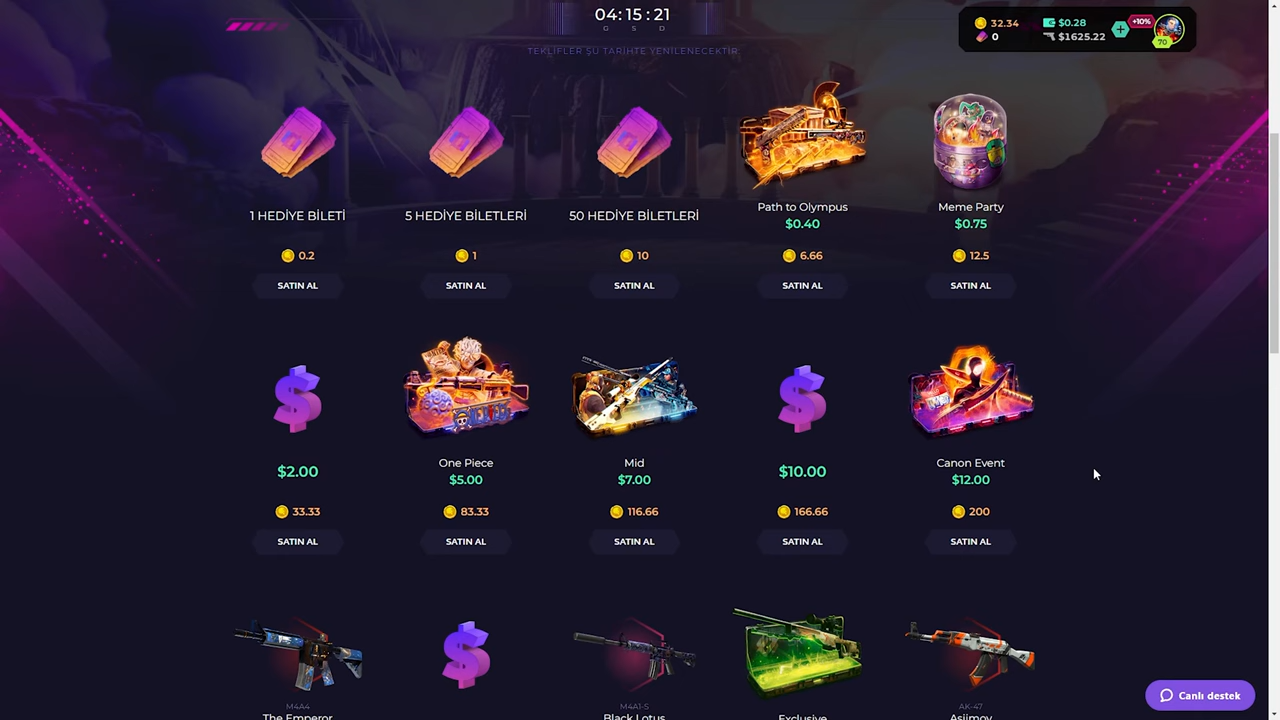 04:15:21
G S D
TEKLİFLER ŞU TARİHTE YENİLENECEKTİR
32.34
0
$0.28
$1625.22
+10%
70
1 HEDİYE BİLETİ
0.2
SATIN AL
5 HEDİYE BİLETLERİ
1
SATIN AL
50 HEDİYE BİLETLERİ
10
SATIN AL
Path to Olympus
$0.40
6.66
SATIN AL
Meme Party
$0.75
12.5
SATIN AL
$2.00
33.33
SATIN AL
One Piece
$5.00
83.33
SATIN AL
Mid
$7.00
116.66
SATIN AL
$10.00
166.66
SATIN AL
Canon Event
$12.00
200
SATIN AL
M4A4
The Emperor
M4A1-S
Black Lotus
Exclusive
AK-47
Asiimov
Canlı destek